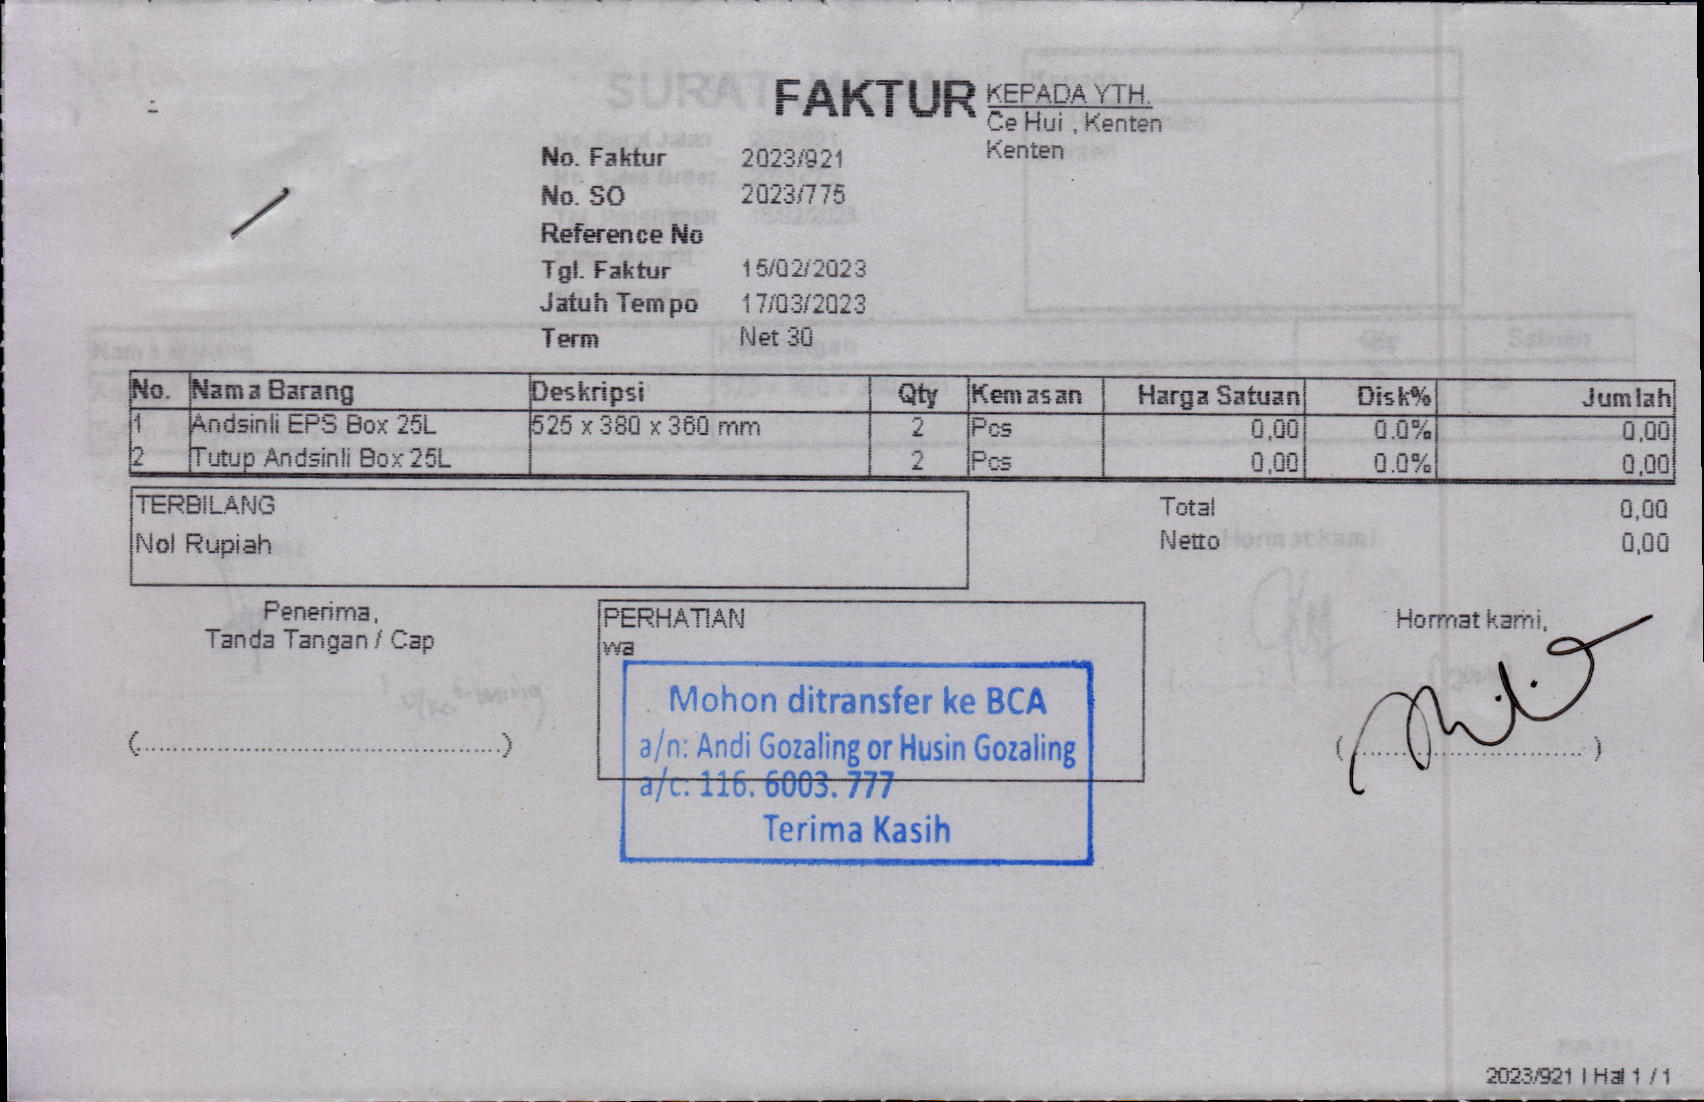 FAKTUR
KEPADA YTH.
Ce Hui , Kenten
Kenten
No. Faktur 2023/921
No. SO 2023/775
Reference No
Tgl. Faktur 15/02/2023
Jatuh Tempo 17/03/2023
Term Net 30
No. Nama Barang Deskripsi Qty Kemasan Harga Satuan Disk% Jumlah
1 Andsinli EPS Box 25L 525 x 380 x 360 mm 2 Pcs 0,00 0.0% 0,00
2 Tutup Andsinli Box 25L 2 Pcs 0,00 0.0% 0,00
TERBILANG
Nol Rupiah
Total 0,00
Netto 0,00
Penerima,
Tanda Tangan / Cap
(..................................................)
PERHATIAN
wa
Mohon ditransfer ke BCA
a/n: Andi Gozaling or Husin Gozaling
a/c: 116. 6003. 777
Terima Kasih
Hormat kami,
(..................................)
2023/921 | Hal 1 / 1